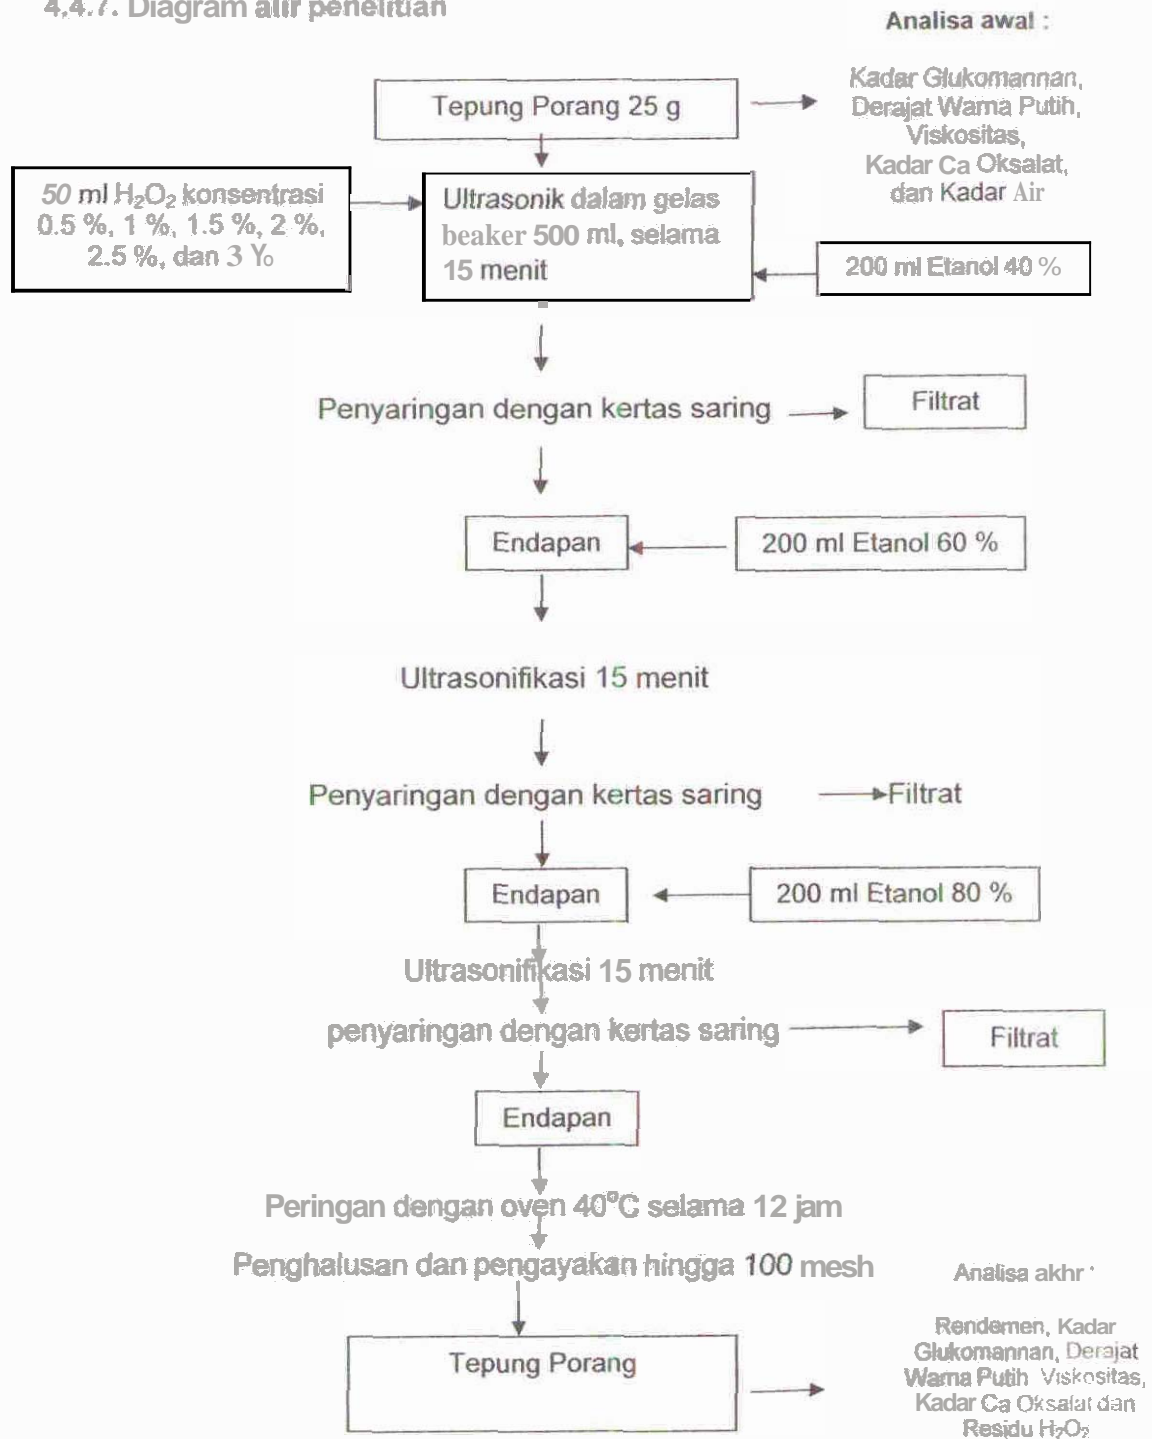 4.4.7. Diagram alir penelitian
Analisa awal :
Kadar Glukomannan,
Derajat Warna Putih,
Viskositas,
Kadar Ca Oksalat,
dan Kadar Air
Tepung Porang 25 g
50 ml H₂O₂ konsentrasi
0.5 %, 1 %, 1.5 %, 2 %,
2.5 %, dan 3 Yo
Ultrasonik dalam gelas
beaker 500 ml, selama
15 menit
200 ml Etanol 40 %
Penyaringan dengan kertas saring
Filtrat
Endapan
200 ml Etanol 60 %
Ultrasonifikasi 15 menit
Penyaringan dengan kertas saring
Filtrat
Endapan
200 ml Etanol 80 %
Ultrasonifikasi 15 menit
penyaringan dengan kertas saring
Filtrat
Endapan
Peringan dengan oven 40⁰C selama 12 jam
Penghalusan dan pengayakan hingga 100 mesh
Tepung Porang
Analisa akhr '
Rendemen, Kadar
Glukomannan, Derajat
Warna Putih Viskositas,
Kadar Ca Oksalat dan
Residu H₂O₂